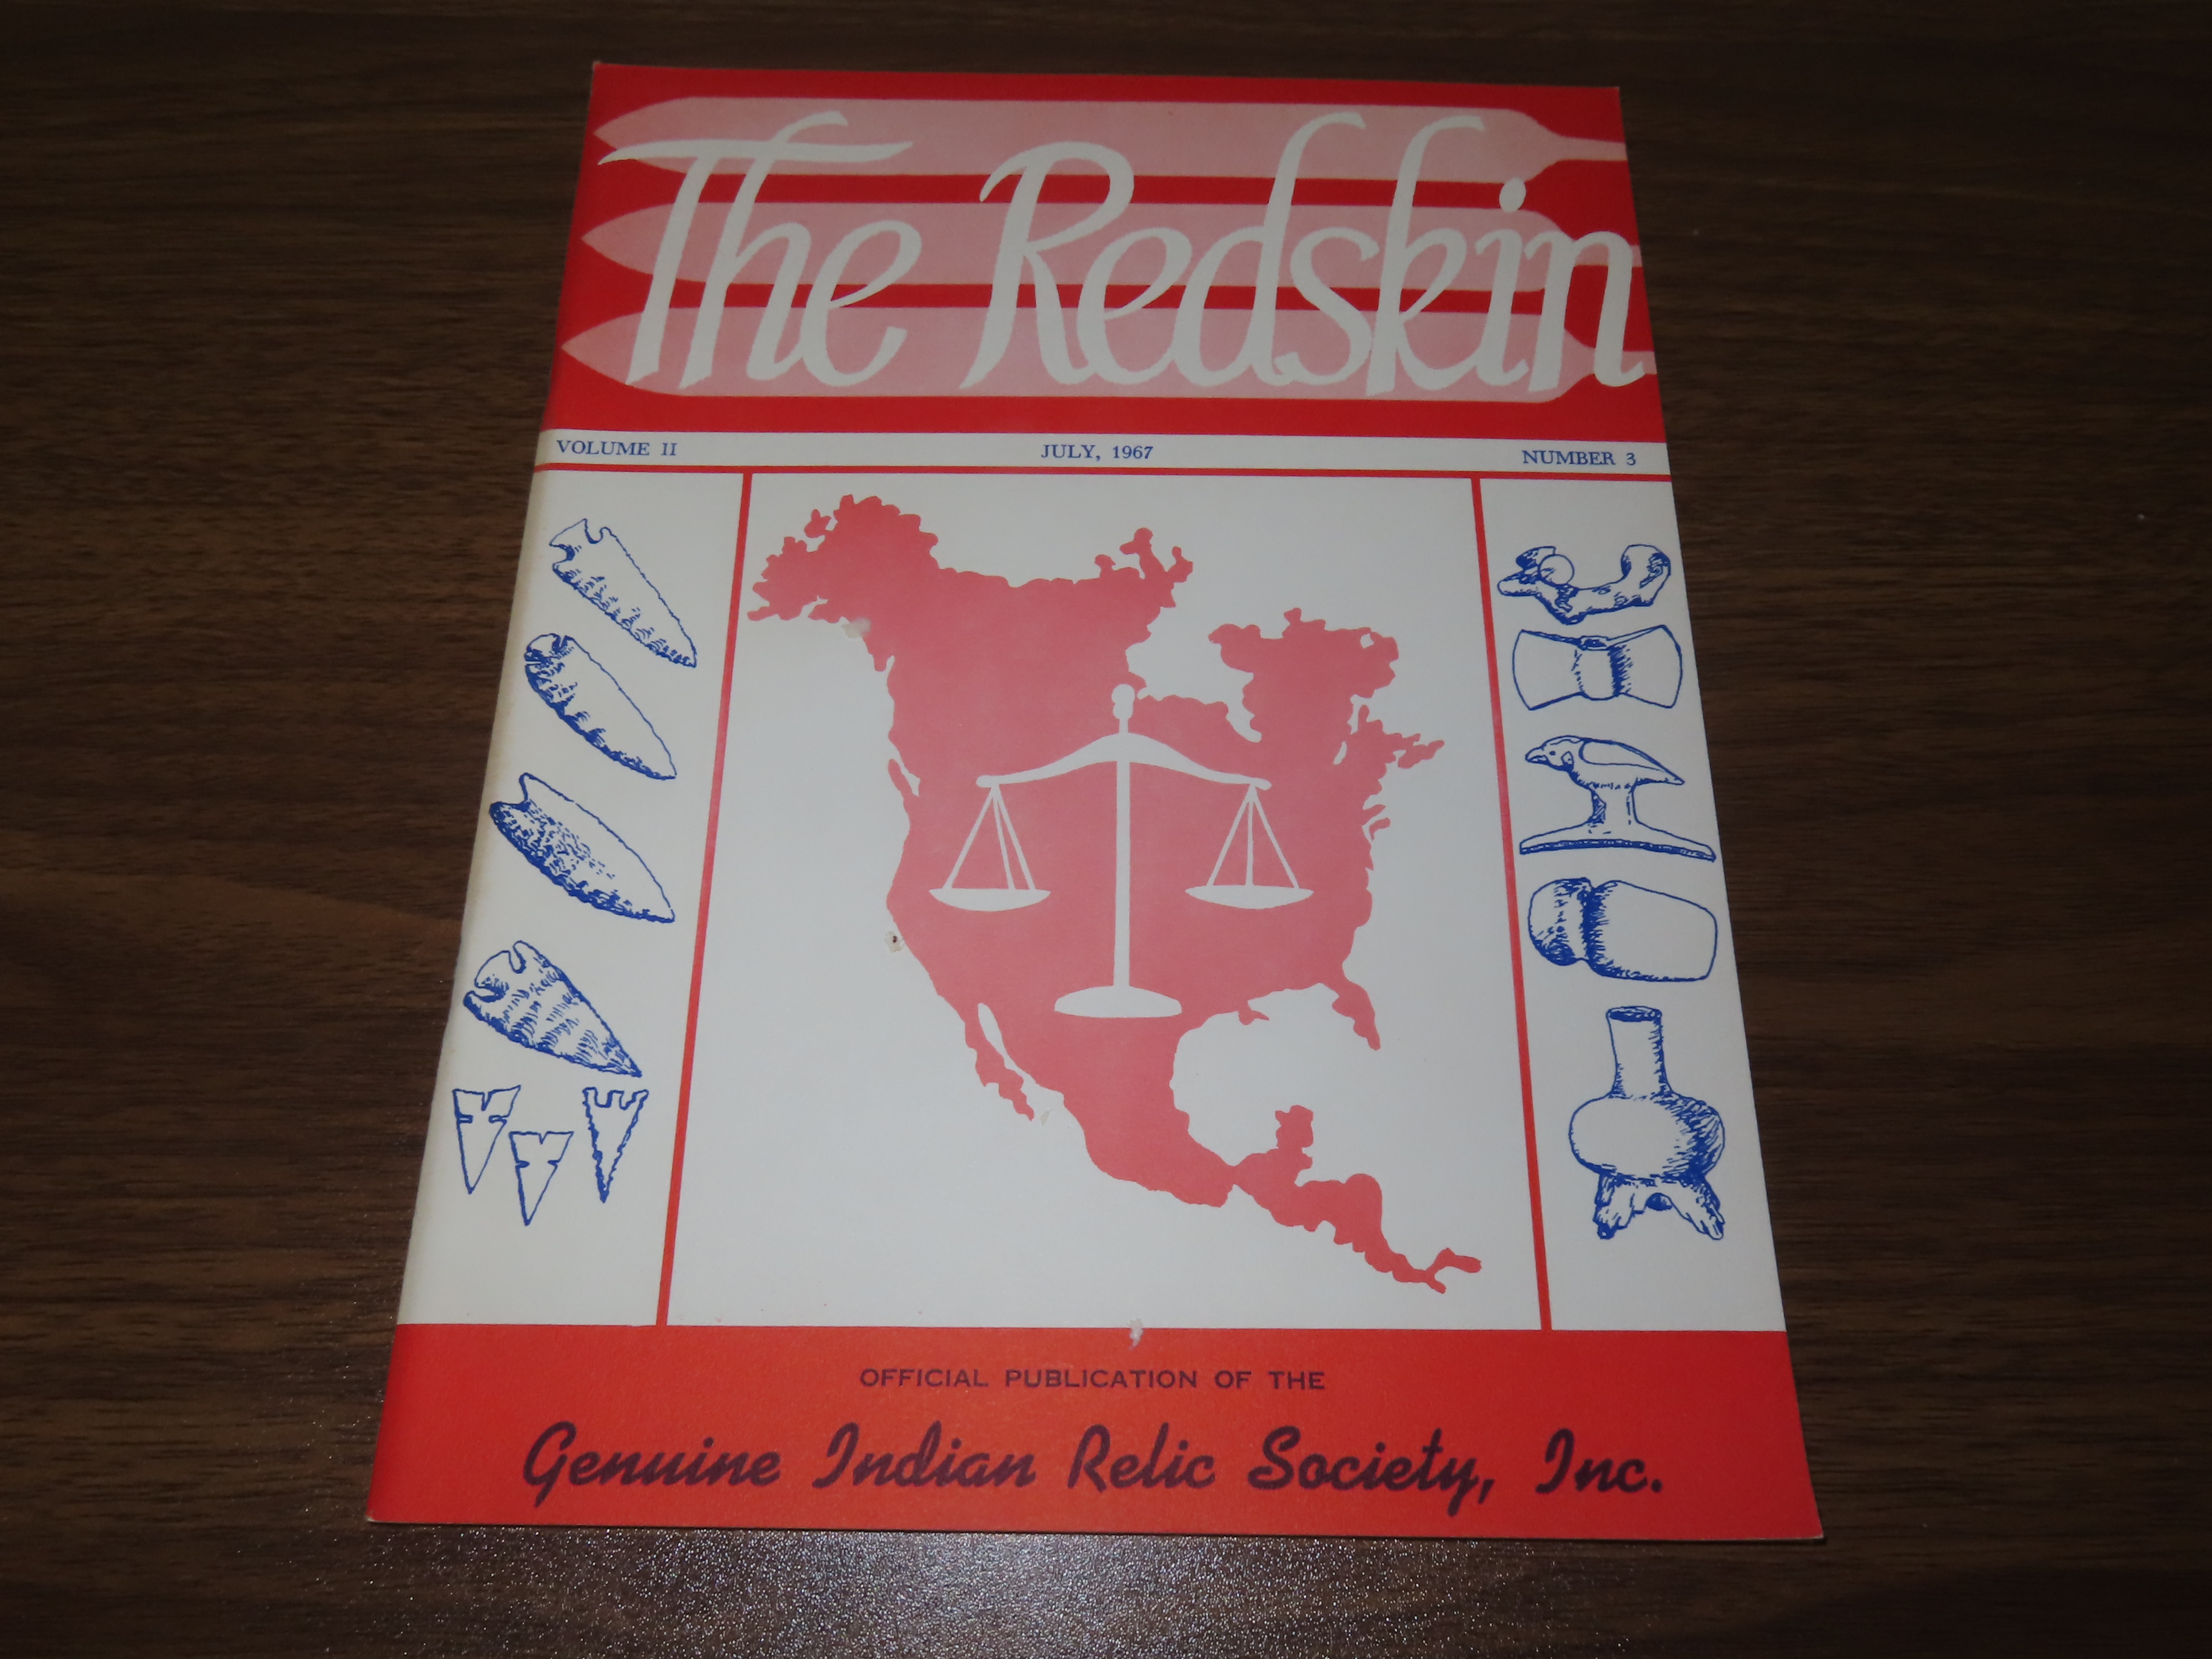 The Redskin
VOLUME II JULY, 1967 NUMBER 3
OFFICIAL PUBLICATION OF THE
Genuine Indian Relic Society, Inc.